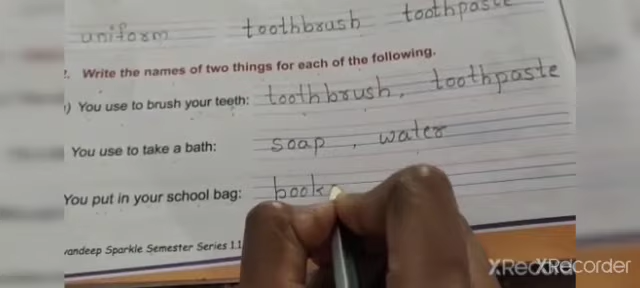 uniform toothbrush toothpaste
2. Write the names of two things for each of the following.
) You use to brush your teeth: toothbrush, toothpaste
You use to take a bath: soap, water
You put in your school bag: book
vandeep Sparkle Semester Series 1.1
XRecorder